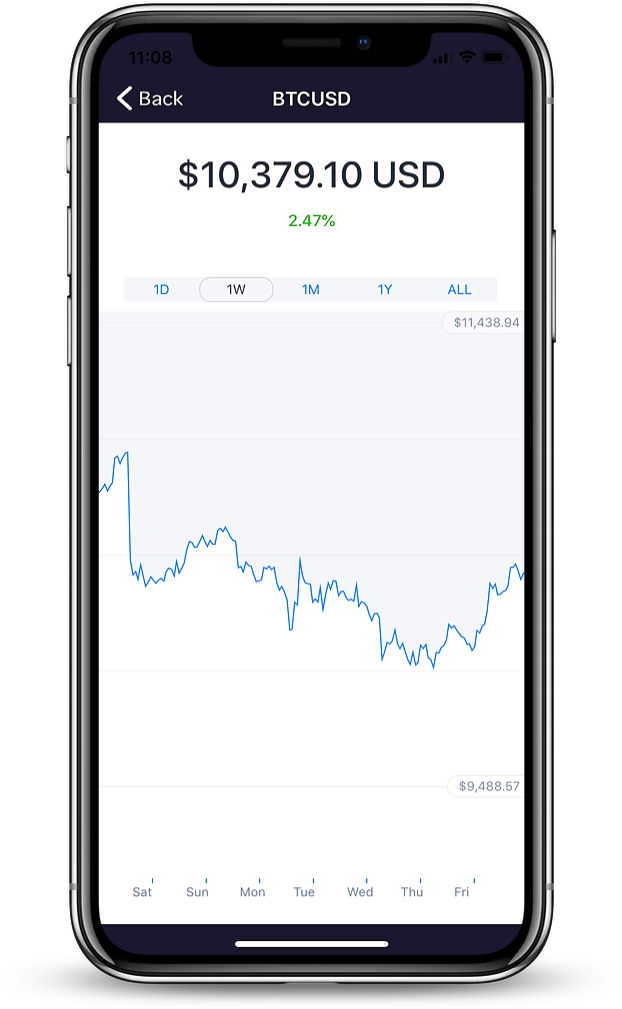 11:08
Back BTCUSD
$10,379.10 USD
2.47%
1D 1W 1M 1Y ALL
$11,438.94
$9,488.57
Sat Sun Mon Tue Wed Thu Fri